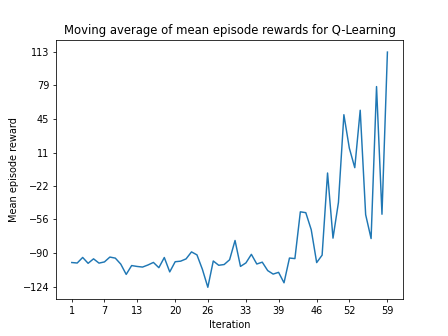 Moving average of mean episode rewards for Q-Learning
113
79
45
11
−22
−56
−90
−124
Mean episode reward
1 7 13 20 26 33 39 46 52 59
Iteration